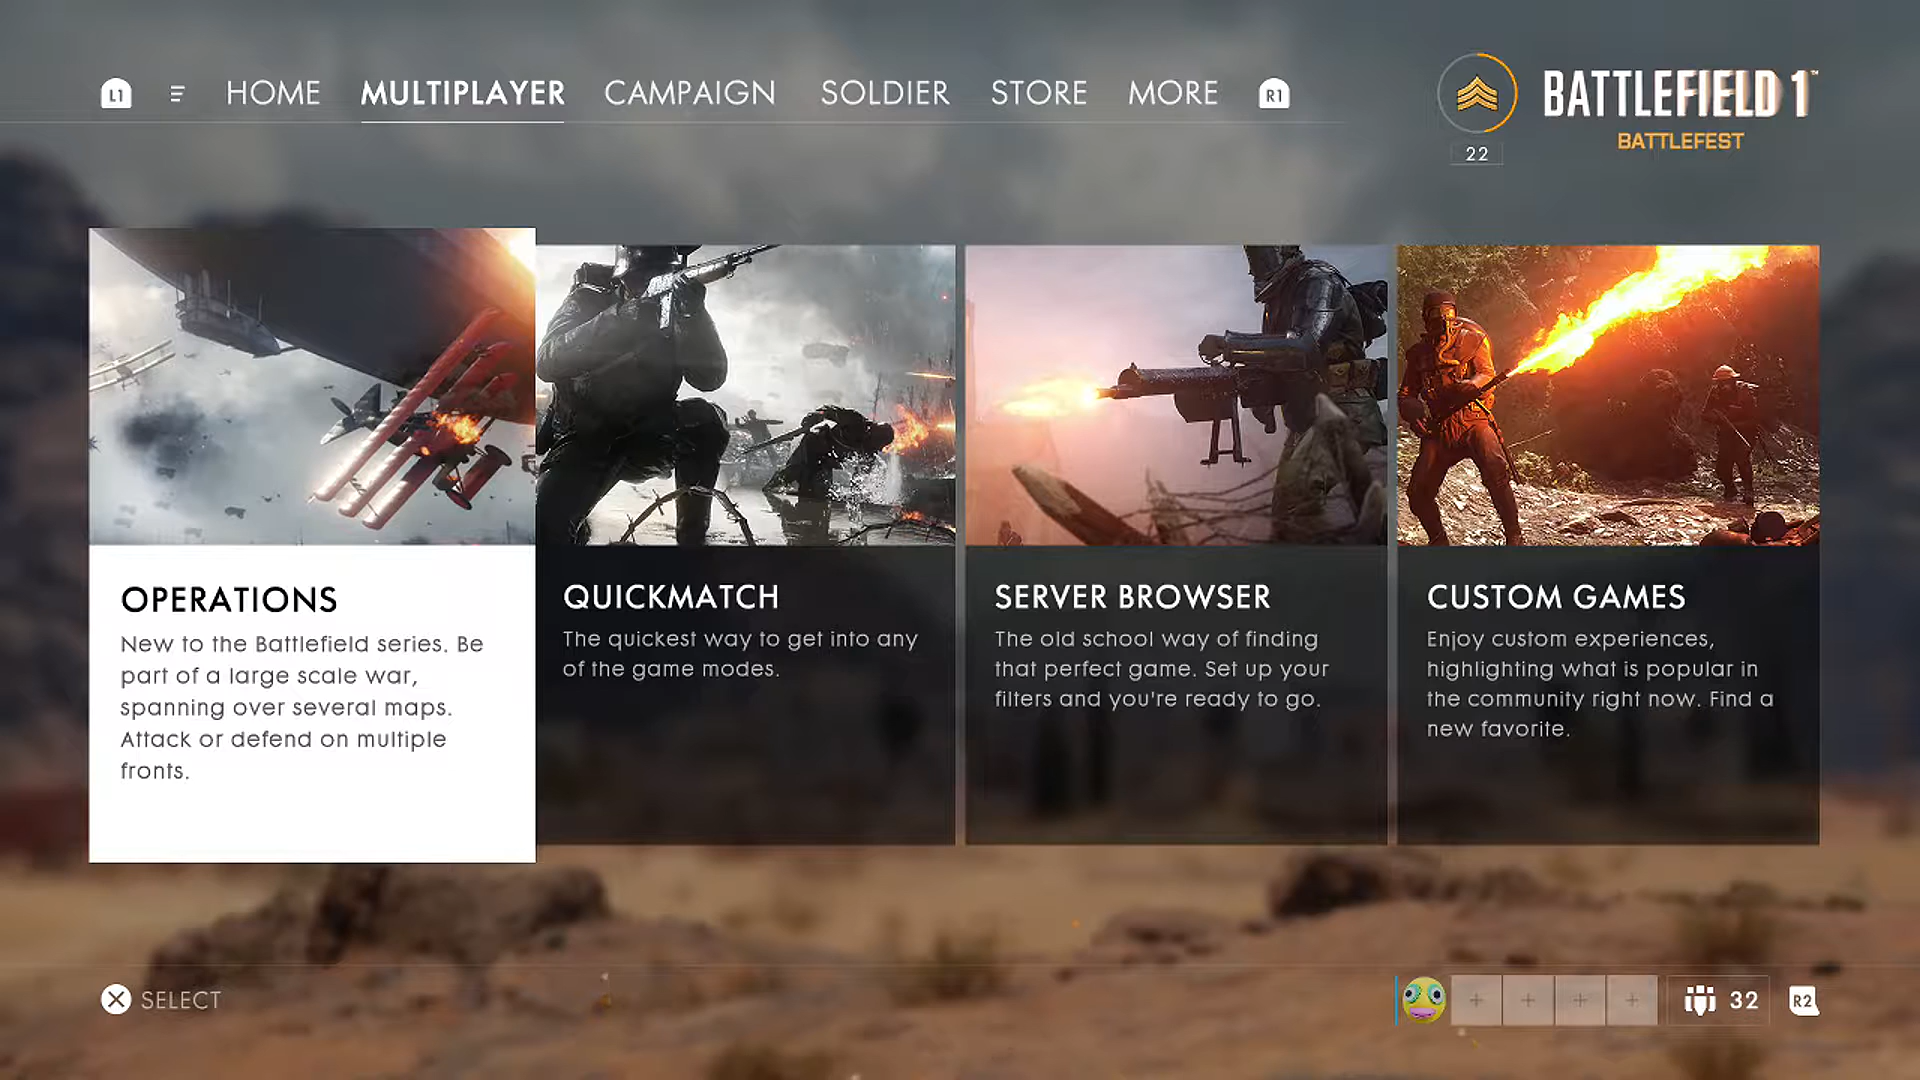 L1 HOME MULTIPLAYER CAMPAIGN SOLDIER STORE MORE R1
22
BATTLEFIELD 1™
BATTLEFEST
OPERATIONS
New to the Battlefield series. Be
part of a large scale war,
spanning over several maps.
Attack or defend on multiple
fronts.
QUICKMATCH
The quickest way to get into any
of the game modes.
SERVER BROWSER
The old school way of finding
that perfect game. Set up your
filters and you're ready to go.
CUSTOM GAMES
Enjoy custom experiences,
highlighting what is popular in
the community right now. Find a
new favorite.
SELECT
32 R2